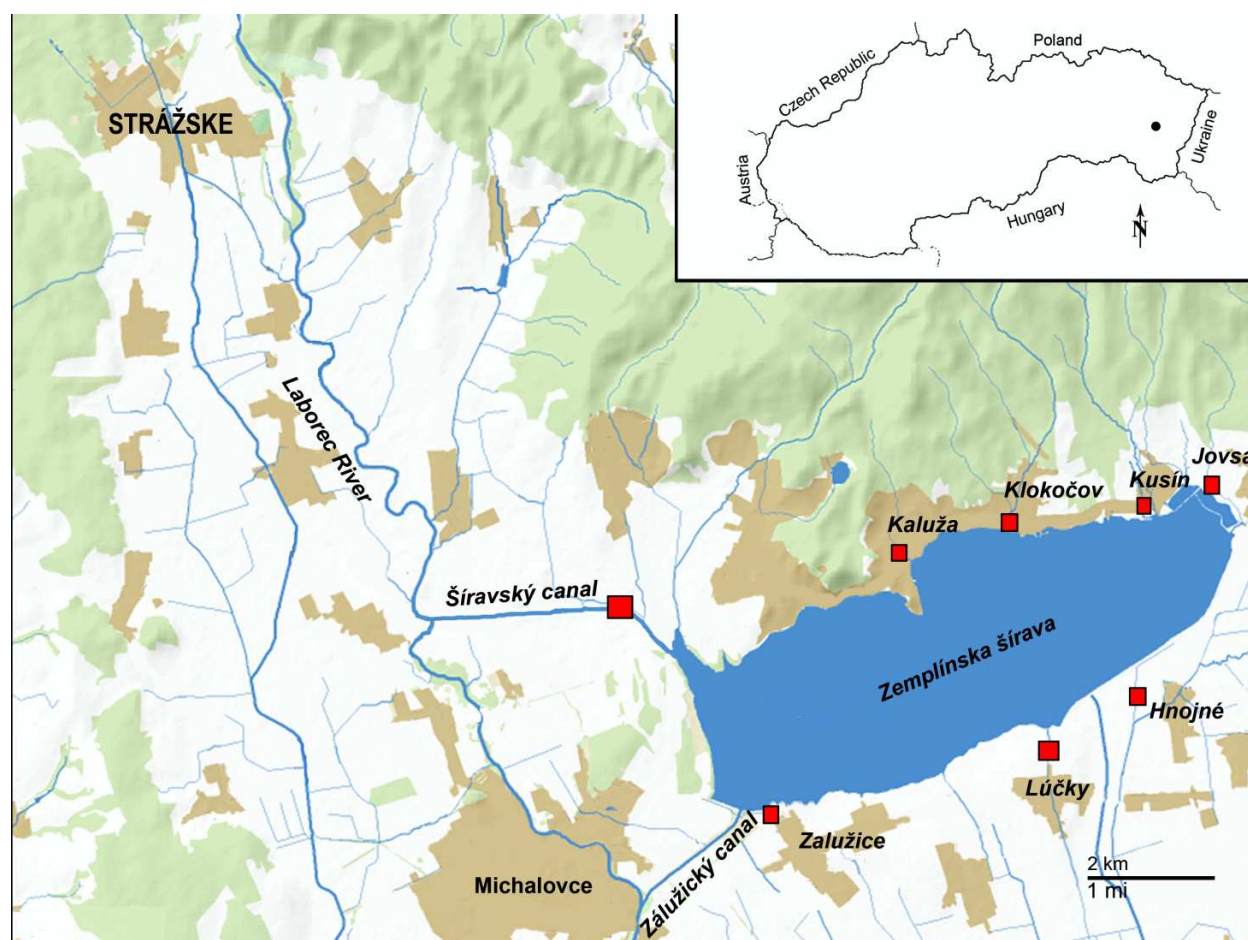 Poland
Czech Republic
Ukraine
Austria
Hungary
N
STRÁŽSKE
Laborec River
Jovsa
Kusín
Klokočov
Kaluža
Šíravský canal
Zemplínska šírava
Hnojné
Lúčky
Zalužice
Zálužický canal
Michalovce
2 km
1 mi